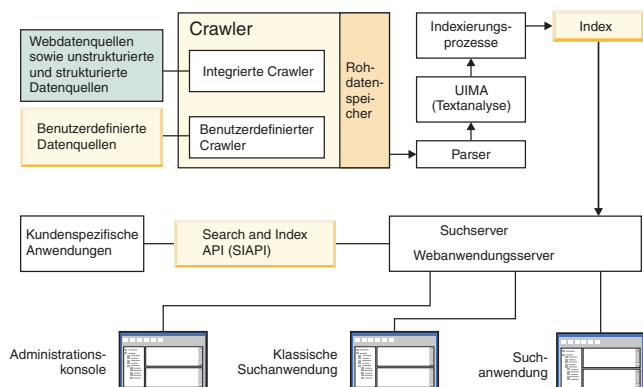 Crawler
Webdatenquellen
sowie unstrukturierte
und strukturierte
Datenquellen
Integrierte Crawler
Benutzerdefinierte
Datenquellen
Benutzerdefinierter
Crawler
Roh-
daten-
spei-
cher
Indexierungs-
prozesse
Index
UIMA
(Textanalyse)
Parser
Kundenspezifische
Anwendungen
Search and Index
API (SIAPI)
Suchserver
Webanwendungsserver
Administrations-
konsole
Klassische
Suchanwendung
Such-
anwendung